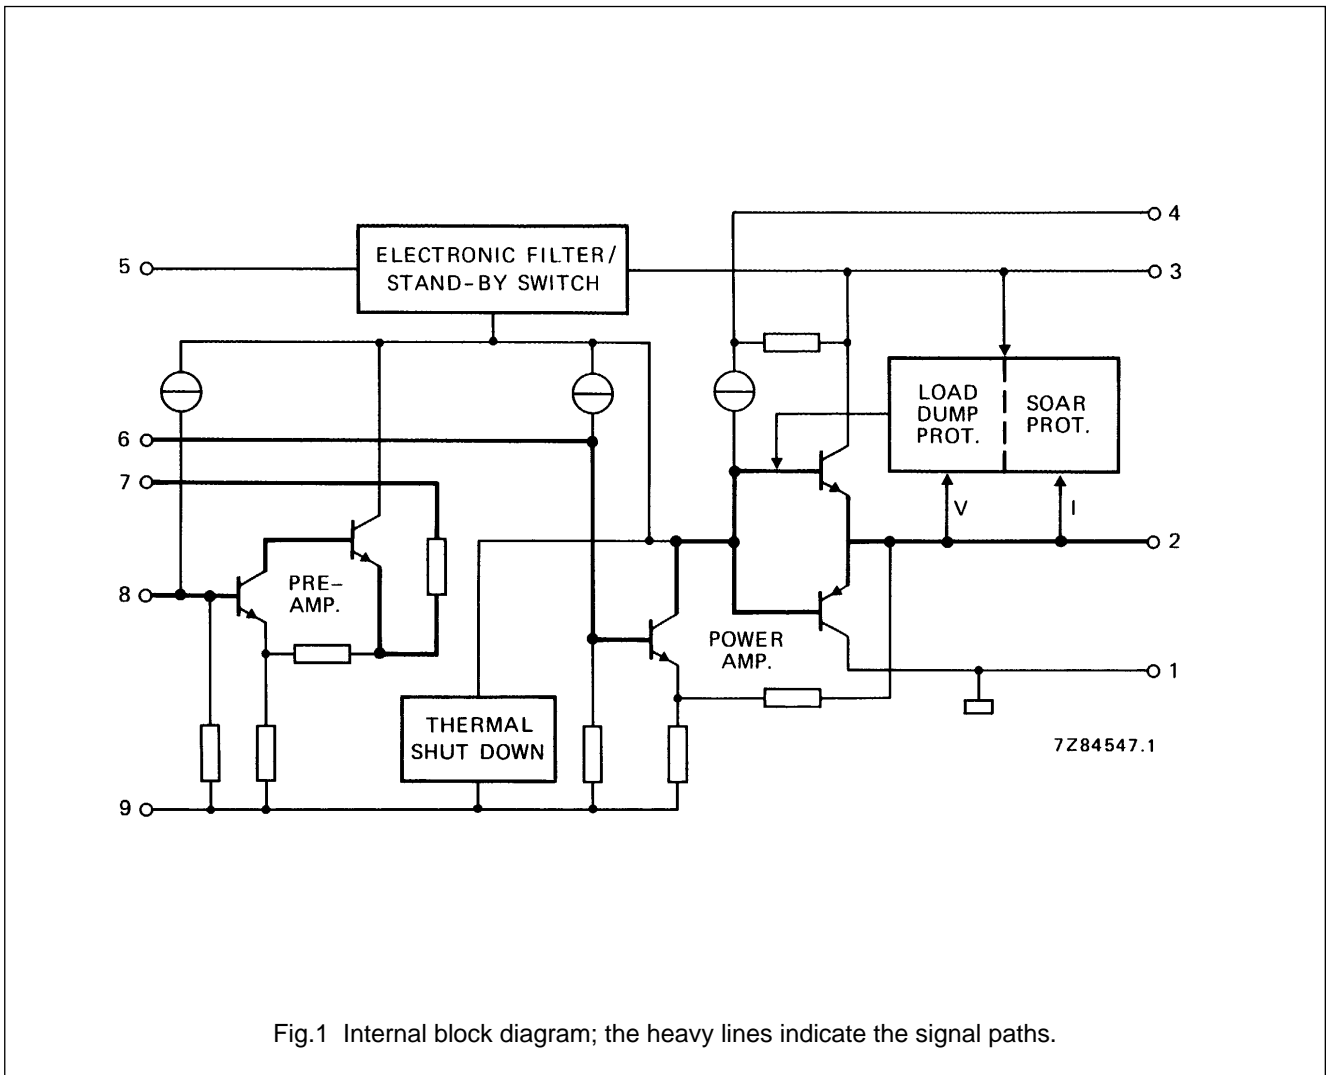 4
ELECTRONIC FILTER/
STAND-BY SWITCH
5
3
LOAD
DUMP
PROT.
SOAR
PROT.
6
7
V
I
2
8
PRE-
AMP.
POWER
AMP.
1
THERMAL
SHUT DOWN
7Z84547.1
9
Fig.1 Internal block diagram; the heavy lines indicate the signal paths.